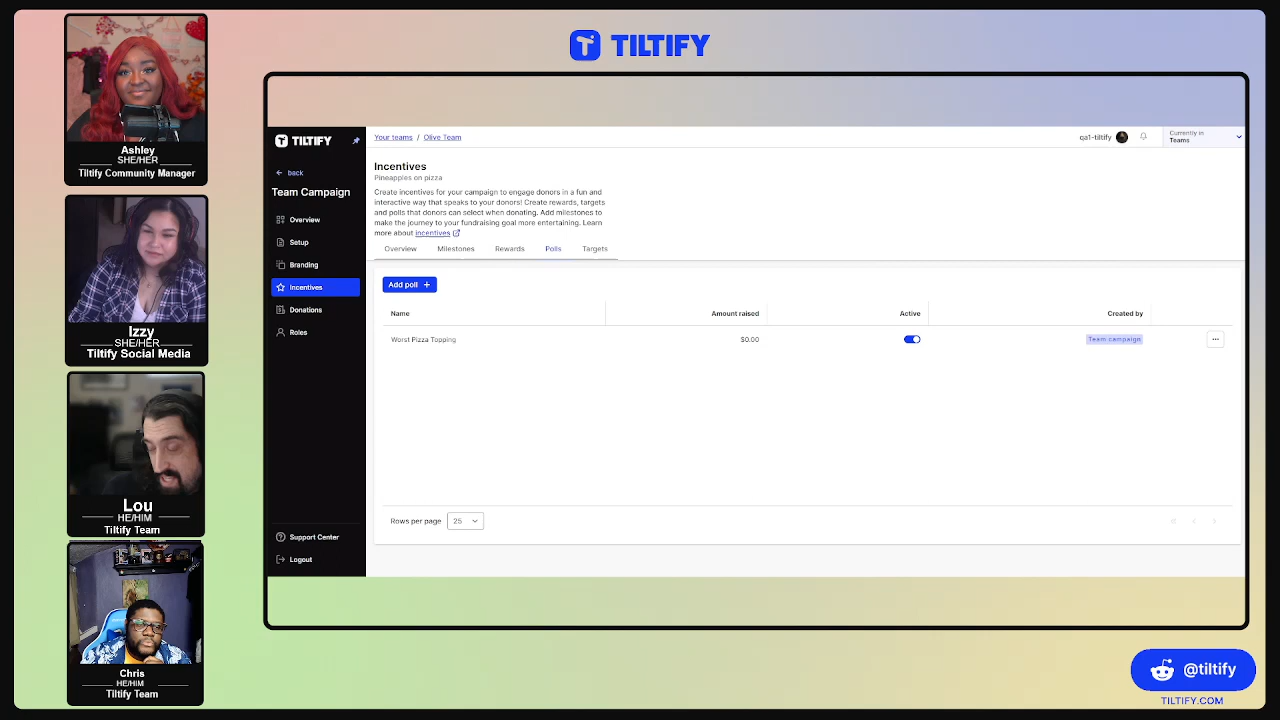 TILTIFY
Ashley
SHE/HER
Tiltify Community Manager
Izzy
SHE/HER
Tiltify Social Media
Lou
HE/HIM
Tiltify Team
Chris
HE/HIM
Tiltify Team
TILTIFY
back
Team Campaign
Overview
Setup
Branding
Incentives
Donations
Roles
Support Center
Logout
Your teams / Olive Team
qa1-tiltify
Currently in
Teams
Incentives
Pineapples on pizza
Create incentives for your campaign to engage donors in a fun and
interactive way that speaks to your donors! Create rewards, targets
and polls that donors can select when donating. Add milestones to
make the journey to your fundraising goal more entertaining. Learn
more about incentives
Overview Milestones Rewards Polls Targets
Add poll +
Name Amount raised Active Created by
Worst Pizza Topping $0.00 Team campaign ...
Rows per page 25
@tiltify
TILTIFY.COM